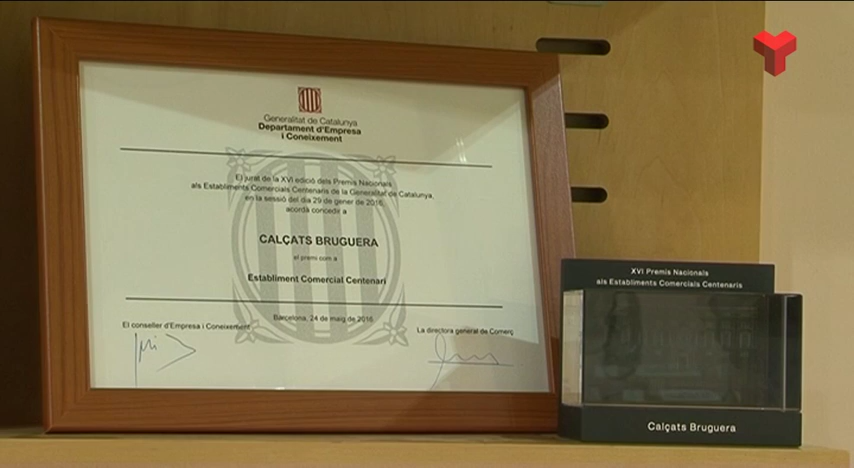 Generalitat de Catalunya
Departament d'Empresa
i Coneixement
El jurat de la XVI edició dels Premis Nacionals
als Establiments Comercials Centenaris de la Generalitat de Catalunya,
en la sessió del dia 29 de gener de 2016,
acordà concedir a
CALÇATS BRUGUERA
el premi com a
Establiment Comercial Centenari
Barcelona, 24 de maig de 2016
El conseller d'Empresa i Coneixement
La directora general de Comerç
XVI Premis Nacionals
als Establiments Comercials Centenaris
Calçats Bruguera